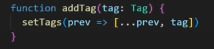 function addTag(tag: Tag) {
setTags(prev => [...prev, tag])
}